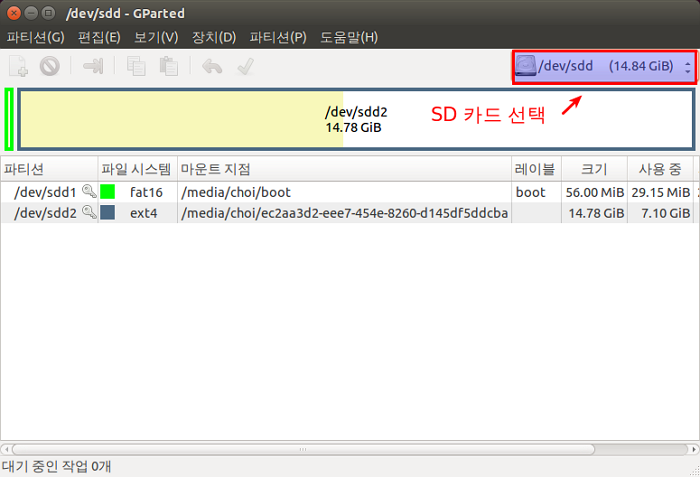 /dev/sdd - GParted
파티션(G) 편집(E) 보기(V) 장치(D) 파티션(P) 도움말(H)
/dev/sdd (14.84 GiB)
/dev/sdd2
14.78 GiB
SD 카드 선택
파티션 파일 시스템 마운트 지점 레이블 크기 사용 중
/dev/sdd1 fat16 /media/choi/boot boot 56.00 MiB 29.15 MiB
/dev/sdd2 ext4 /media/choi/ec2aa3d2-eee7-454e-8260-d145df5ddcba 14.78 GiB 7.10 GiB
대기 중인 작업 0개